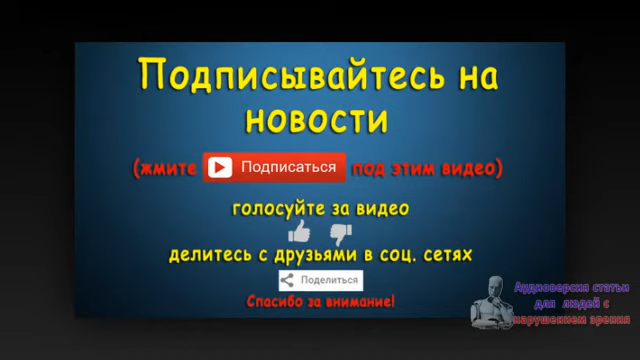 Подписывайтесь на
новости
(жмите Подписаться под этим видео)
голосуйте за видео
делитесь с друзьями в соц. сетях
Поделиться
Спасибо за внимание!
Аудиоверсия статьи
для людей с
нарушением зрения